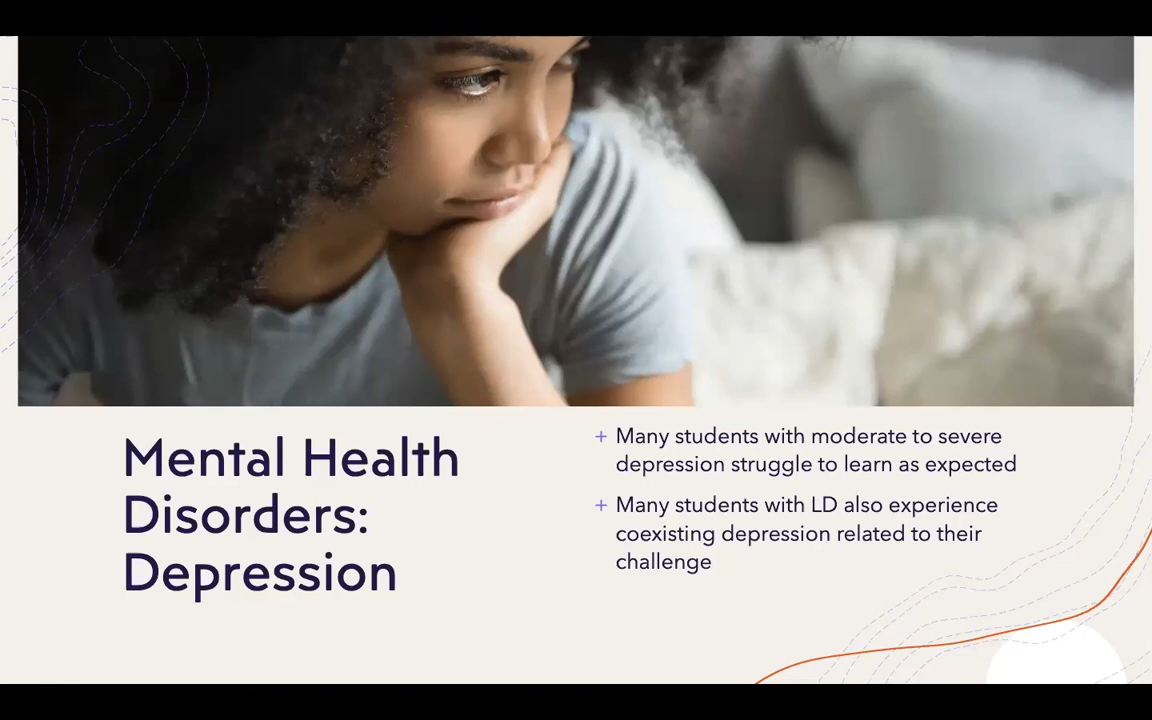 Mental Health
Disorders:
Depression
+ Many students with moderate to severe
depression struggle to learn as expected
+ Many students with LD also experience
coexisting depression related to their
challenge